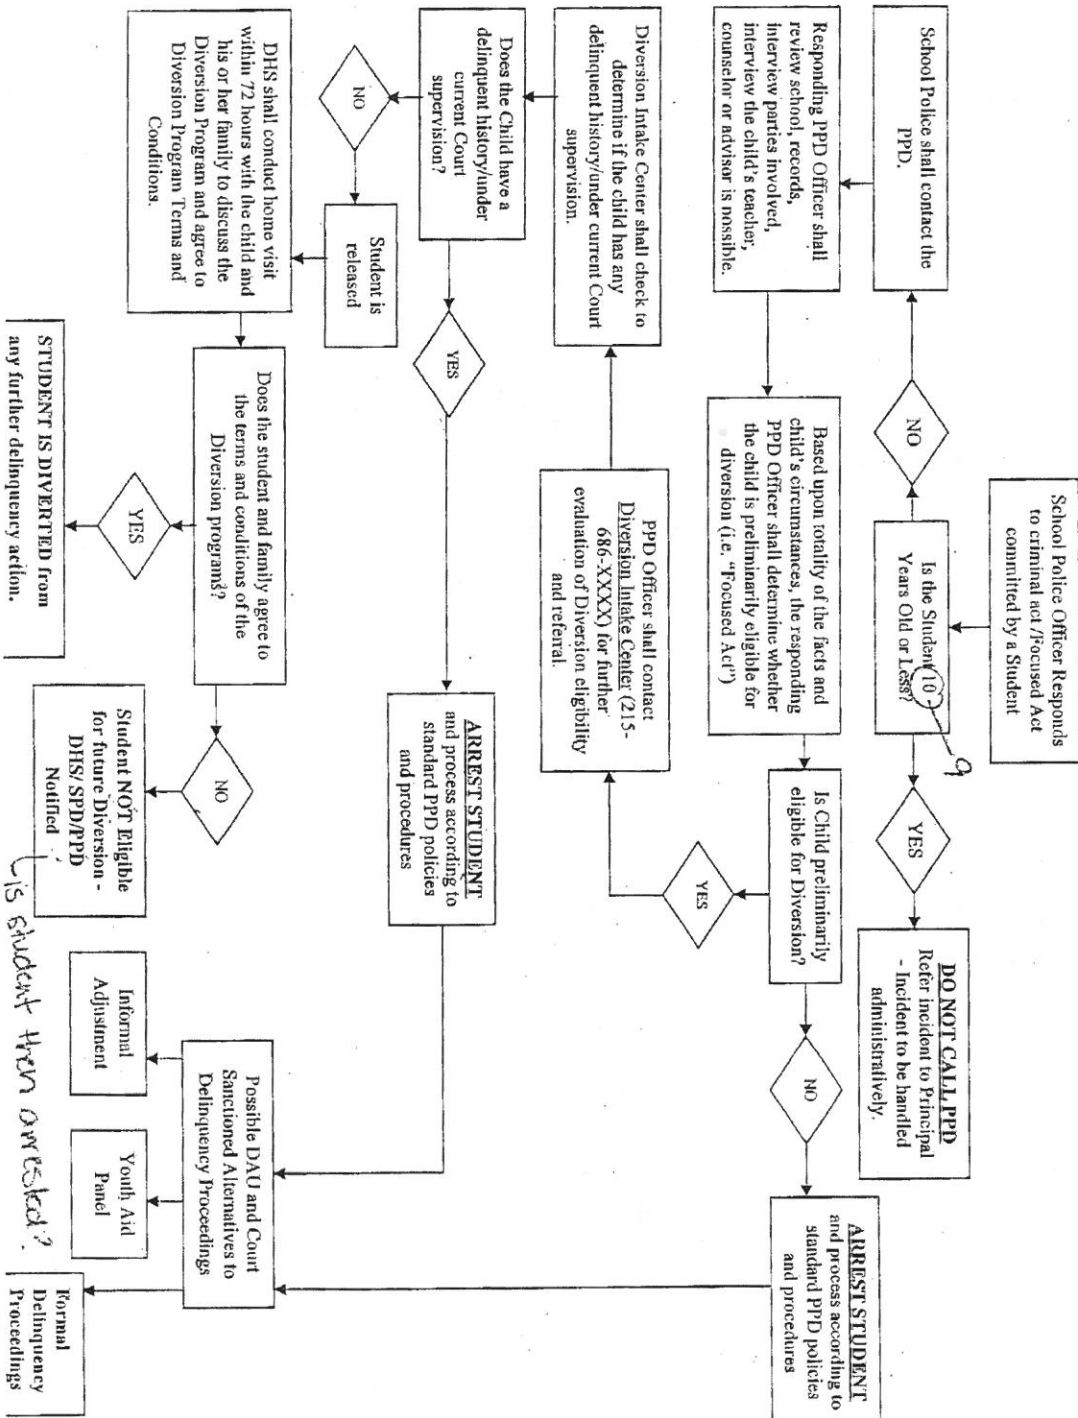 School Police Officer Responds
to criminal act /Focused Act
committed by a Student
Is the Student 10
Years Old or Less?
9
NO
YES
School Police shall contact the
PPD.
DO NOT CALL PPD
Refer incident to Principal
- Incident to be handled
administratively.
Responding PPD Officer shall
review school, records,
interview parties involved,
interview the child's teacher,
counselor or advisor is possible.
Based upon totality of the facts and
child's circumstances, the responding
PPD Officer shall determine whether
the child is preliminarily eligible for
diversion (i.e. "Focused Act")
Is Child preliminarily
eligible for Diversion?
NO
ARREST STUDENT
and process according to
standard PPD policies
and procedures
YES
PPD Officer shall contact
Diversion Intake Center (215-
686-XXXX) for further
evaluation of Diversion eligibility
and referral.
Diversion Intake Center shall check to
determine if the child has any
delinquent history/under current Court
supervision.
Does the Child have a
delinquent history/under
current Court
supervision?
YES
ARREST STUDENT
and process according to
standard PPD policies
and procedures
NO
Student is
released
DHS shall conduct home visit
within 72 hours with the child and
his or her family to discuss the
Diversion Program and agree to
Diversion Program Terms and
Conditions.
Does the student and family agree to
the terms and conditions of the
Diversion programs?
NO
YES
Possible DAU and Court
Sanctioned Alternatives to
Delinquency Proceedings
STUDENT IS DIVERTED from
any further delinquency action.
Student NOT Eligible
for future Diversion -
DHS/ SPD/PPD
Notified
is student then arrested?
Informal
Adjustment
Youth Aid
Panel
Formal
Delinquency
Proceedings